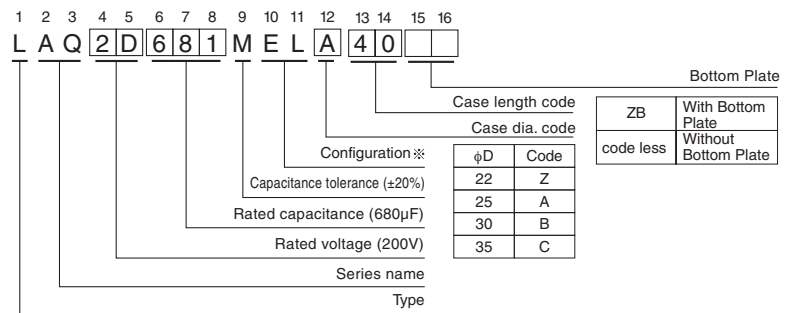 1 2 3 4 5 6 7 8 9 10 11 12 13 14 15 16
L A Q 2 D 6 8 1 M E L A 4 0
Bottom Plate
ZB With Bottom Plate
code less Without Bottom Plate
Case length code
Case dia. code
Configuration※
Capacitance tolerance (±20%)
Rated capacitance (680µF)
Rated voltage (200V)
Series name
Type
ϕD Code
22 Z
25 A
30 B
35 C